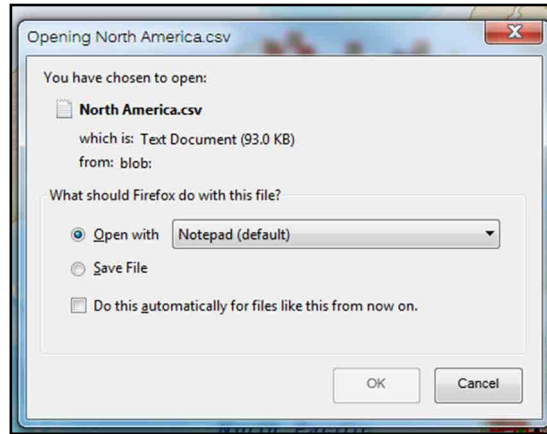 Opening North America.csv
You have chosen to open:
North America.csv
which is: Text Document (93.0 KB)
from: blob:
What should Firefox do with this file?
Open with
Notepad (default)
Save File
Do this automatically for files like this from now on.
OK
Cancel
North Pacific